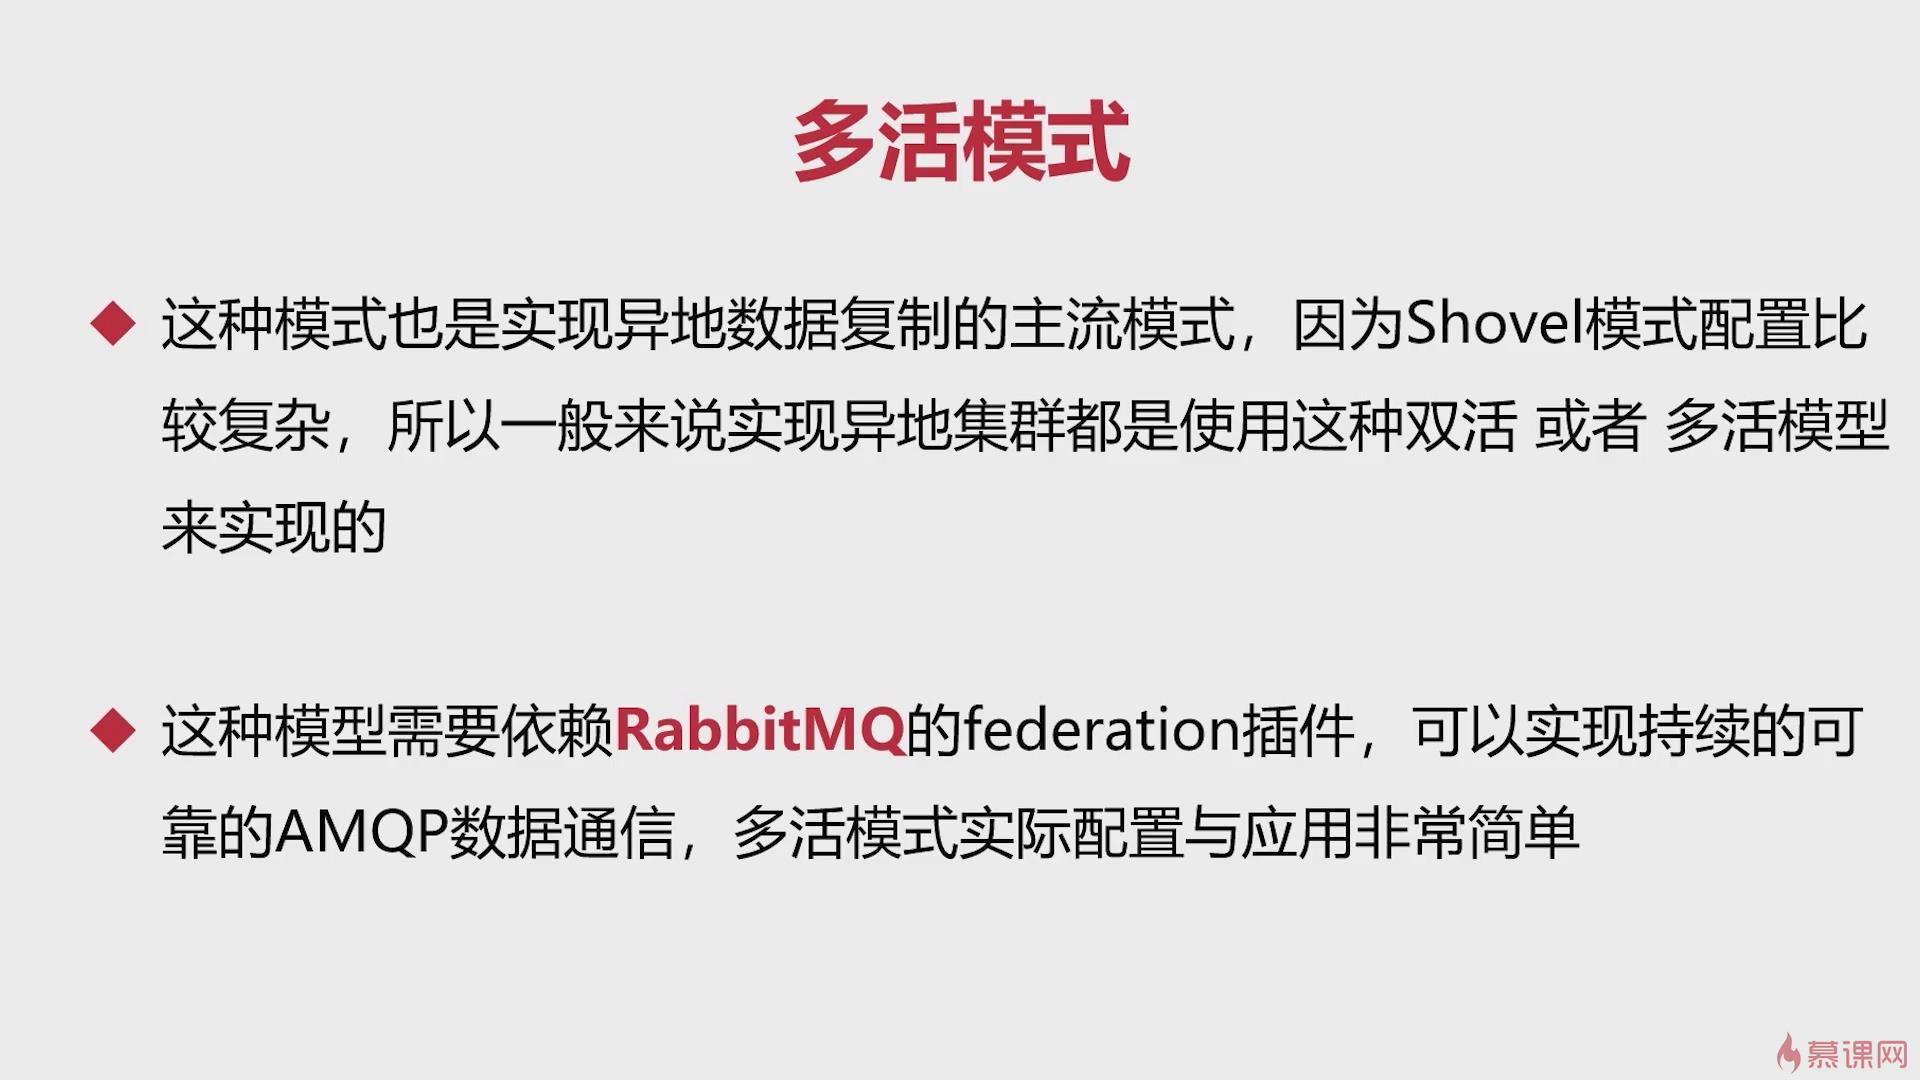 多活模式
这种模式也是实现异地数据复制的主流模式，因为Shovel模式配置比
较复杂，所以一般来说实现异地集群都是使用这种双活 或者 多活模型
来实现的
这种模型需要依赖RabbitMQ的federation插件，可以实现持续的可
靠的AMQP数据通信，多活模式实际配置与应用非常简单
慕课网